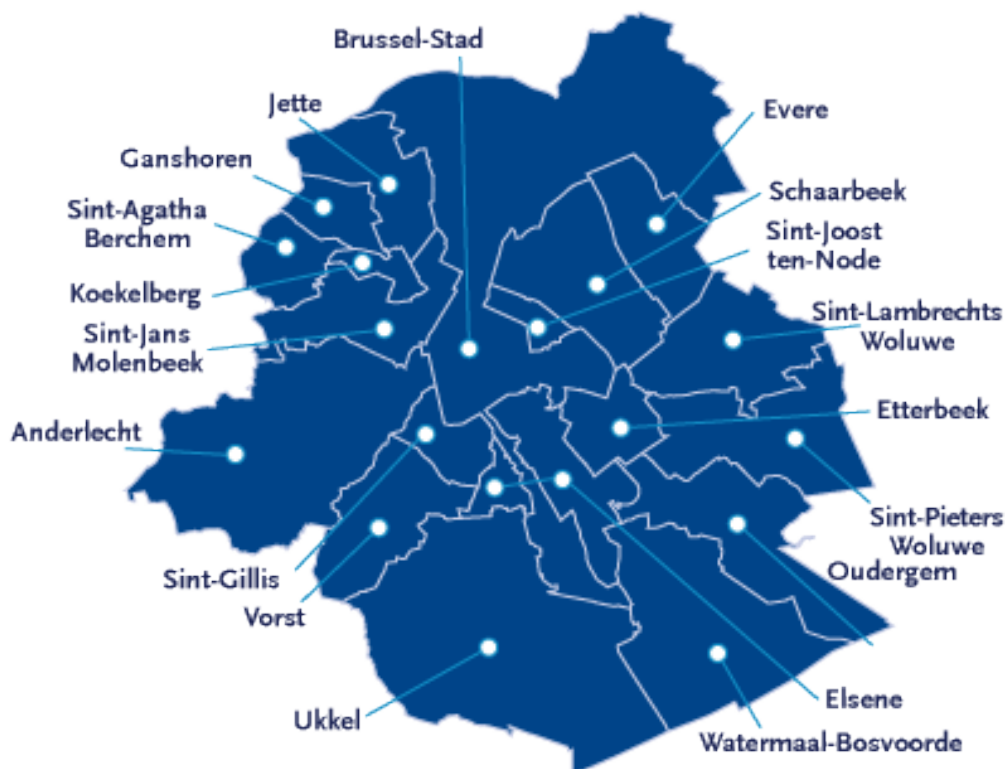 Brussel-Stad
Jette
Evere
Ganshoren
Schaarbeek
Sint-Agatha
Berchem
Sint-Joost
ten-Node
Koekelberg
Sint-Jans
Molenbeek
Sint-Lambrechts
Woluwe
Etterbeek
Anderlecht
Sint-Pieters
Woluwe
Oudergem
Sint-Gillis
Vorst
Elsene
Ukkel
Watermaal-Bosvoorde